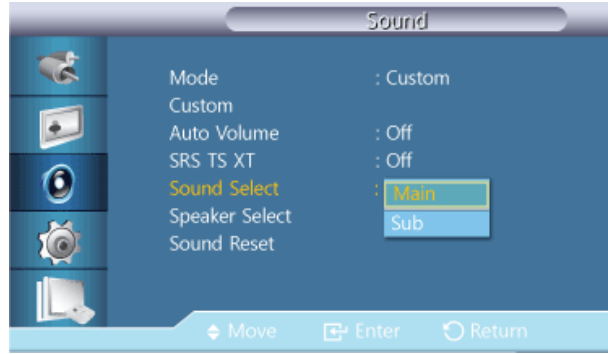 Sound
Mode : Custom
Custom
Auto Volume : Off
SRS TS XT : Off
Sound Select : Main
Sub
Speaker Select
Sound Reset
Move Enter Return